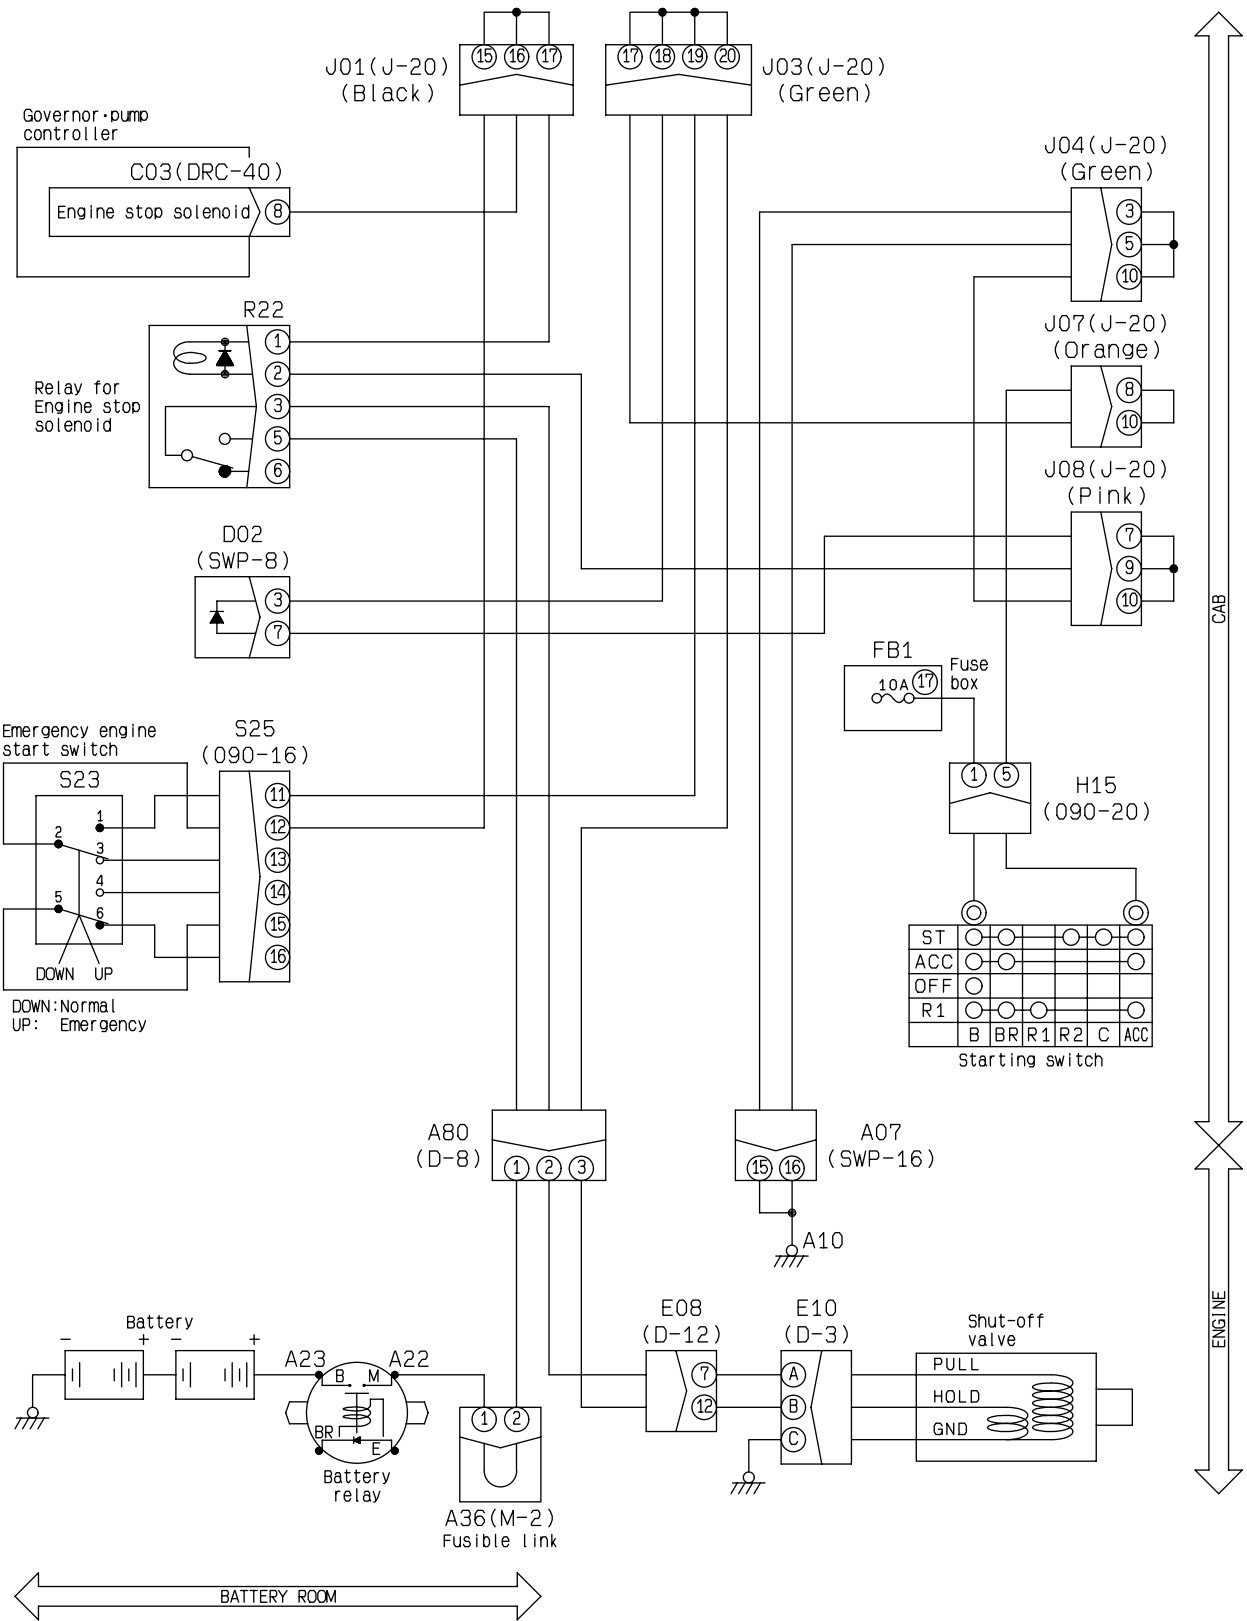 15 16 17
17 18 19 20
J01(J-20)
(Black)
J03(J-20)
(Green)
Governor·pump
controller
C03(DRC-40)
Engine stop solenoid
8
J04(J-20)
(Green)
3
5
10
R22
1
2
3
5
6
Relay for
Engine stop
solenoid
J07(J-20)
(Orange)
8
10
J08(J-20)
(Pink)
7
9
10
D02
(SWP-8)
3
7
CAB
FB1
10A 17
Fuse
box
Emergency engine
start switch
S23
S25
(090-16)
11
12
13
14
15
16
1
2
3
4
5
6
DOWN UP
DOWN:Normal
UP: Emergency
1 5
H15
(090-20)
ST
ACC
OFF
R1
B BR R1 R2 C ACC
Starting switch
A80
(D-8)
1 2 3
A07
(SWP-16)
15 16
A10
ENGINE
Battery
- + - +
A23
A22
B M
BR E
Battery
relay
1 2
A36(M-2)
Fusible link
E08
(D-12)
7
12
E10
(D-3)
A
B
C
Shut-off
valve
PULL
HOLD
GND
BATTERY ROOM